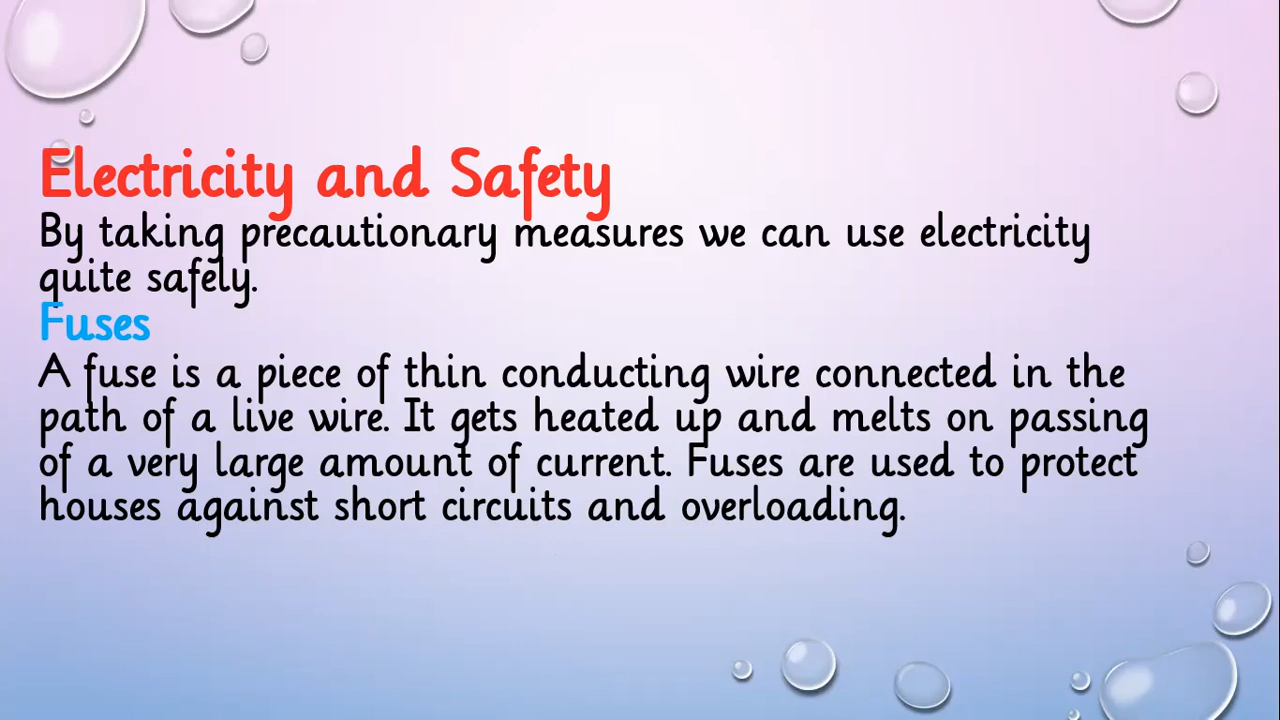 Electricity and Safety
By taking precautionary measures we can use electricity
quite safely.
Fuses
A fuse is a piece of thin conducting wire connected in the
path of a live wire. It gets heated up and melts on passing
of a very large amount of current. Fuses are used to protect
houses against short circuits and overloading.